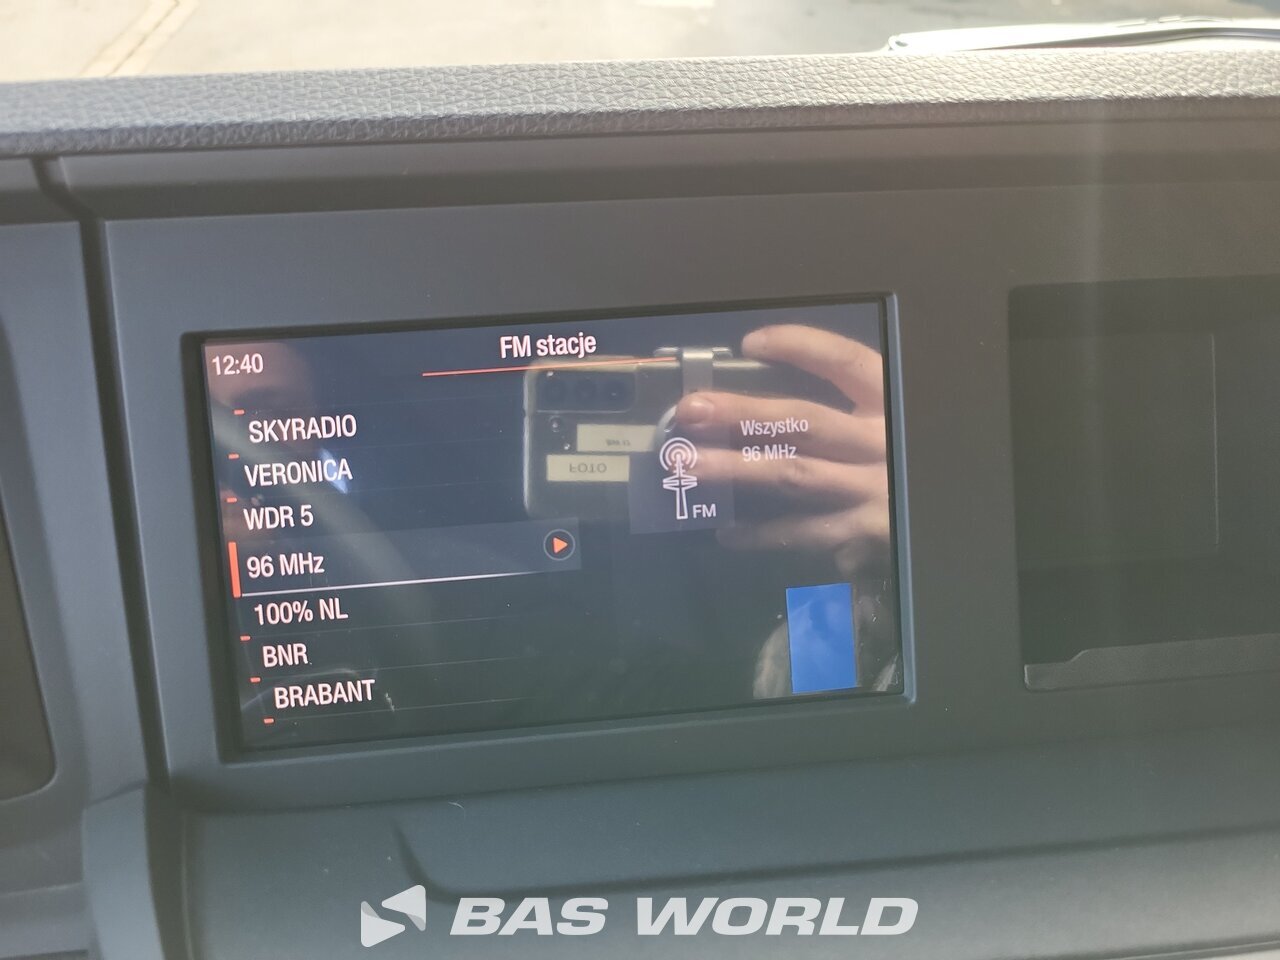 12:40
FM stacje
SKYRADIO
VERONICA
WDR 5
96 MHz
100% NL
BNR
BRABANT
Wszystko
96 MHz
FM
FOTO
BAS WORLD